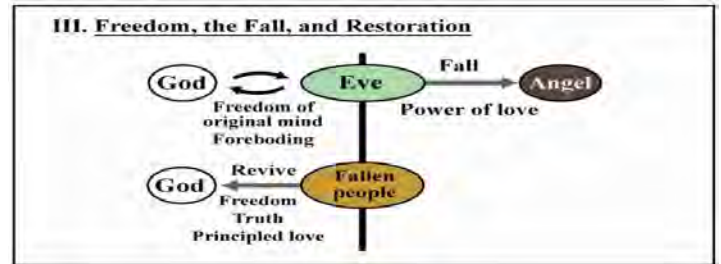 III. Freedom, the Fall, and Restoration
God
Eve
Fall
Angel
Freedom of
original mind
Foreboding
Power of love
God
Revive
Fallen
people
Freedom
Truth
Principled love